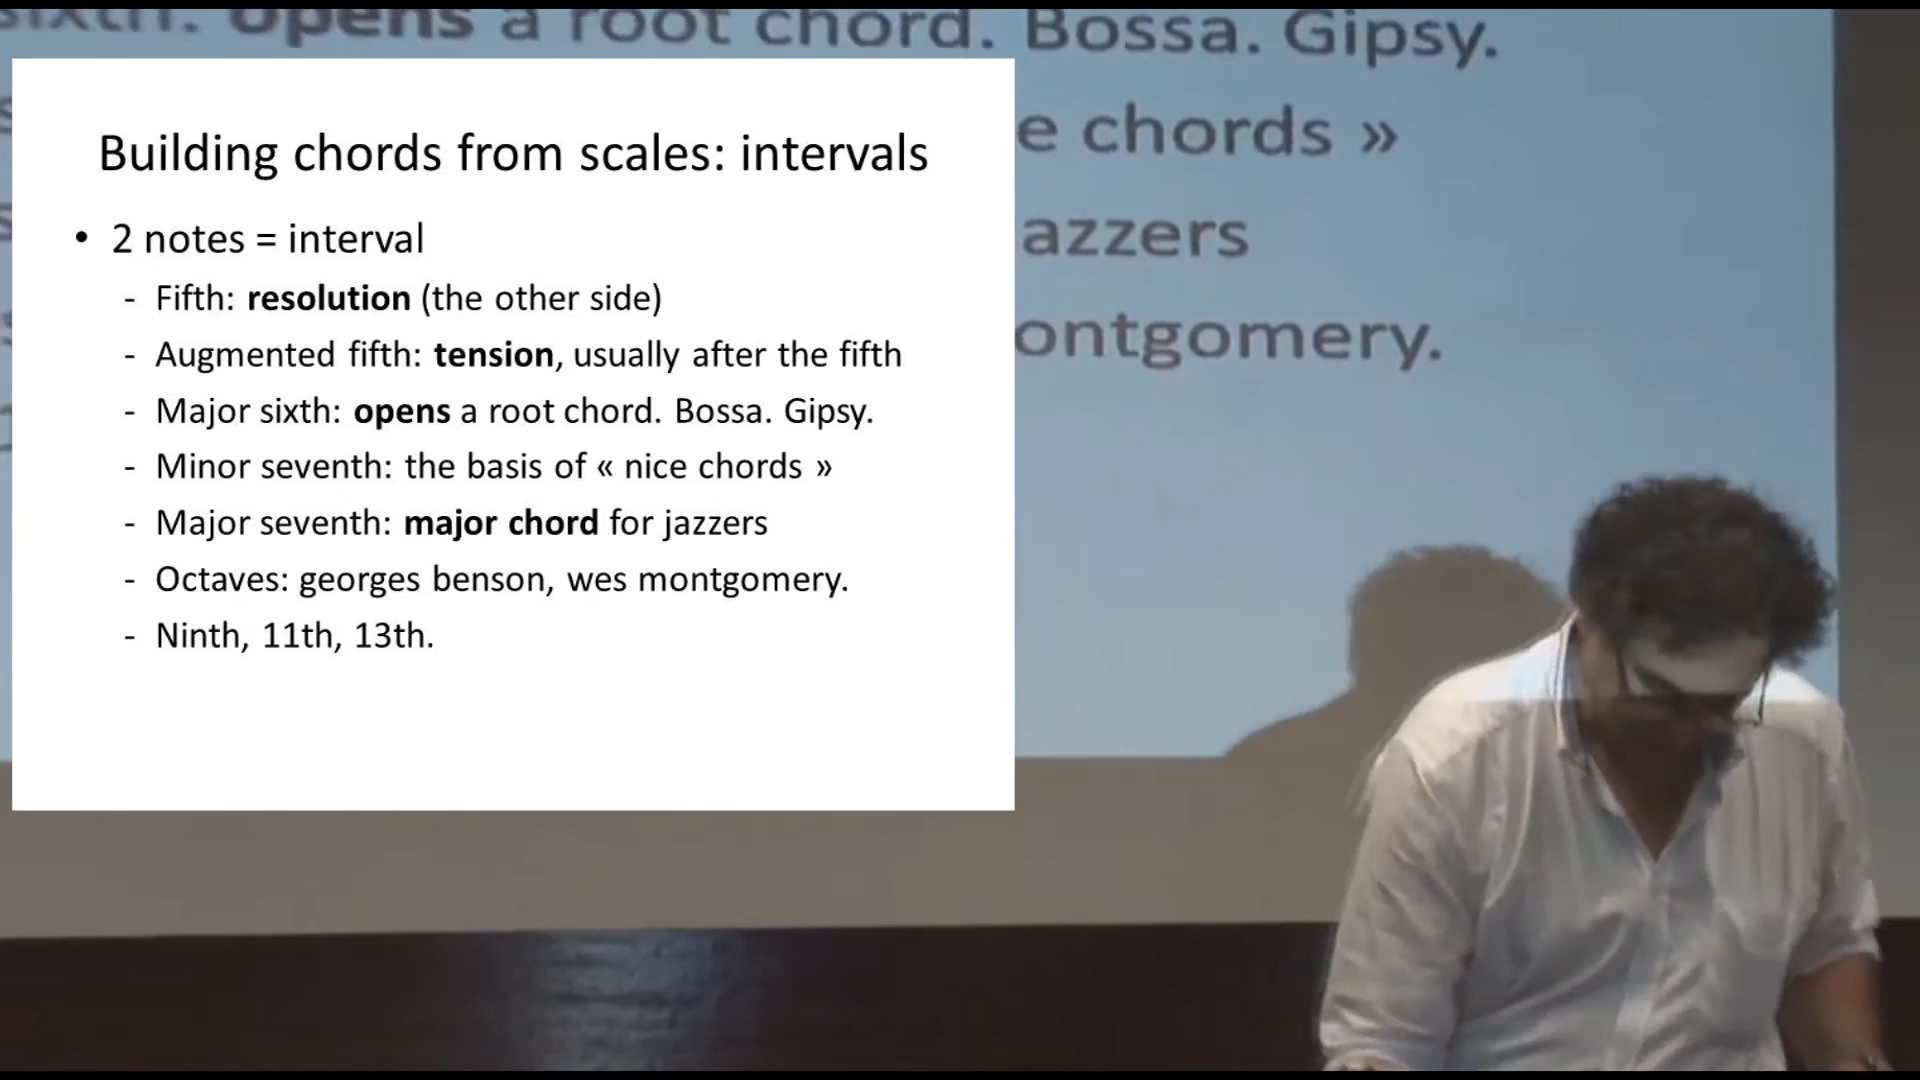 sixth: opens a root chord. Bossa. Gipsy.
e chords »
azzers
ontgomery.
Building chords from scales: intervals
• 2 notes = interval
- Fifth: resolution (the other side)
- Augmented fifth: tension, usually after the fifth
- Major sixth: opens a root chord. Bossa. Gipsy.
- Minor seventh: the basis of « nice chords »
- Major seventh: major chord for jazzers
- Octaves: georges benson, wes montgomery.
- Ninth, 11th, 13th.